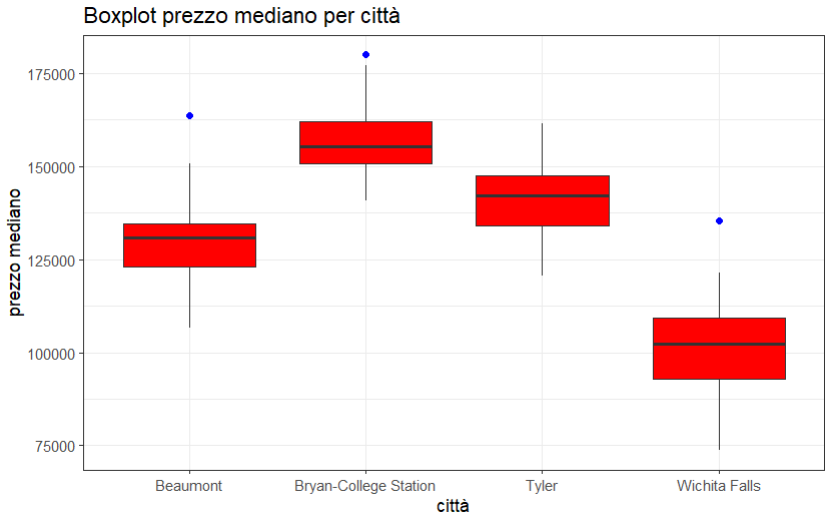 Boxplot prezzo mediano per città
prezzo mediano
175000
150000
125000
100000
75000
Beaumont
Bryan-College Station
Tyler
Wichita Falls
città